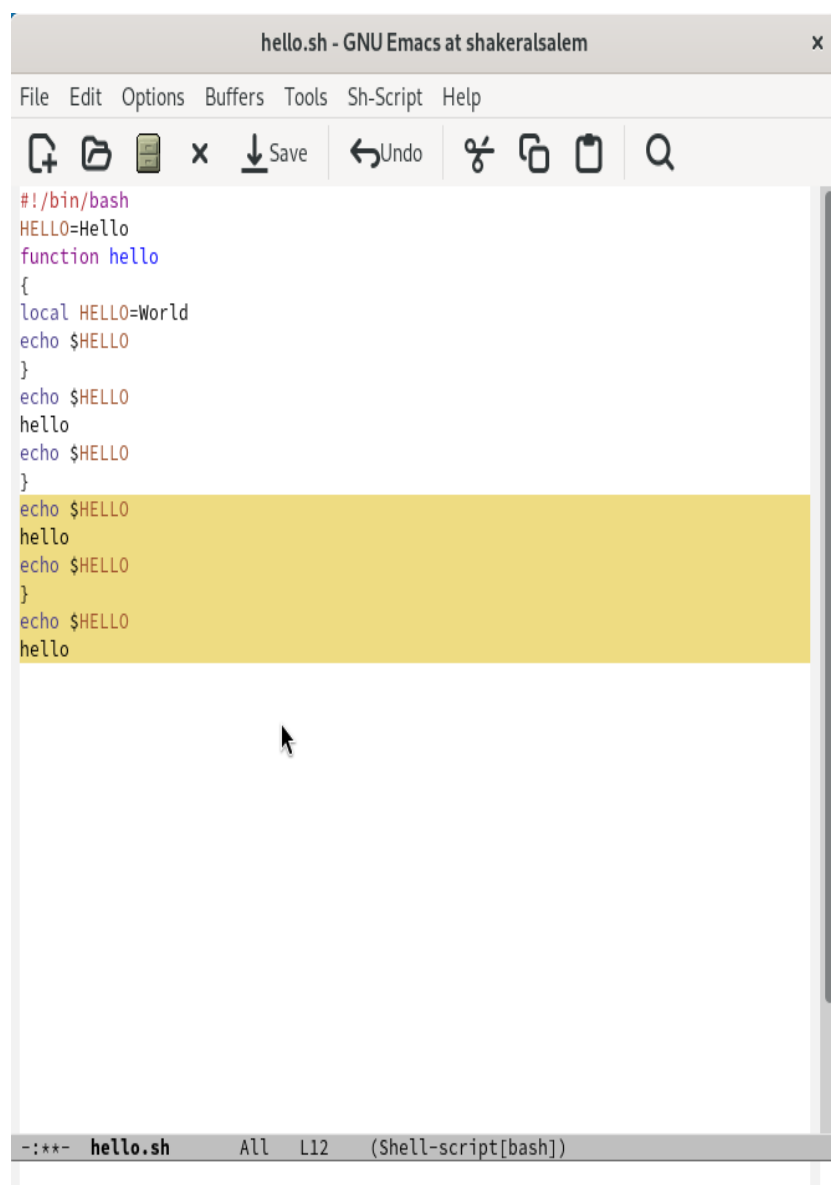 hello.sh - GNU Emacs at shakeralsalem
File Edit Options Buffers Tools Sh-Script Help
Save Undo
#!/bin/bash
HELLO=Hello
function hello
{
local HELLO=World
echo $HELLO
}
echo $HELLO
hello
echo $HELLO
}
echo $HELLO
hello
echo $HELLO
}
echo $HELLO
hello
-:**- hello.sh All L12 (Shell-script[bash])